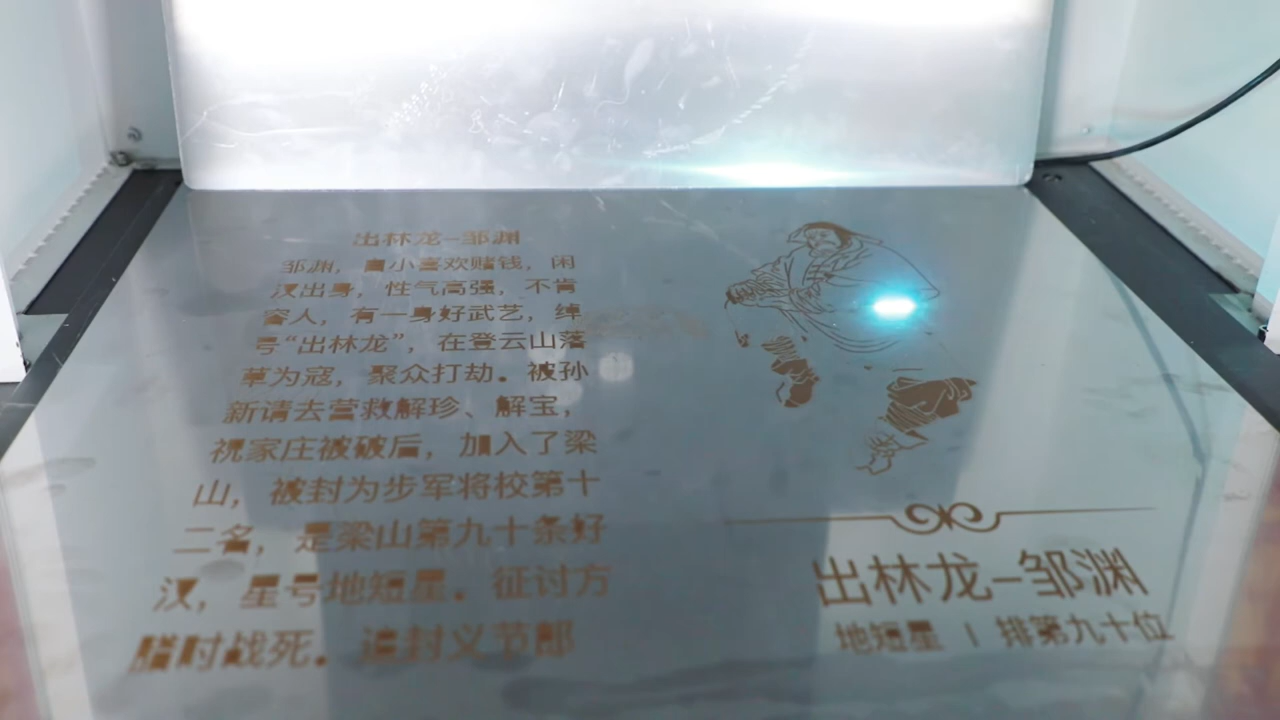 出林龙–邹渊
邹渊，自小喜欢赌钱，闲
汉出身，性气高强，不肯
容人，有一身好武艺，绰
号“出林龙”，在登云山落
草为寇，聚众打劫。被孙
新请去营救解珍、解宝，
祝家庄被破后，加入了梁
山，被封为步军将校第十
二名，是梁山第九十条好
汉，星号地短星。征讨方
腊时战死。追封义节郎
出林龙–邹渊
地短星 | 排第九十位